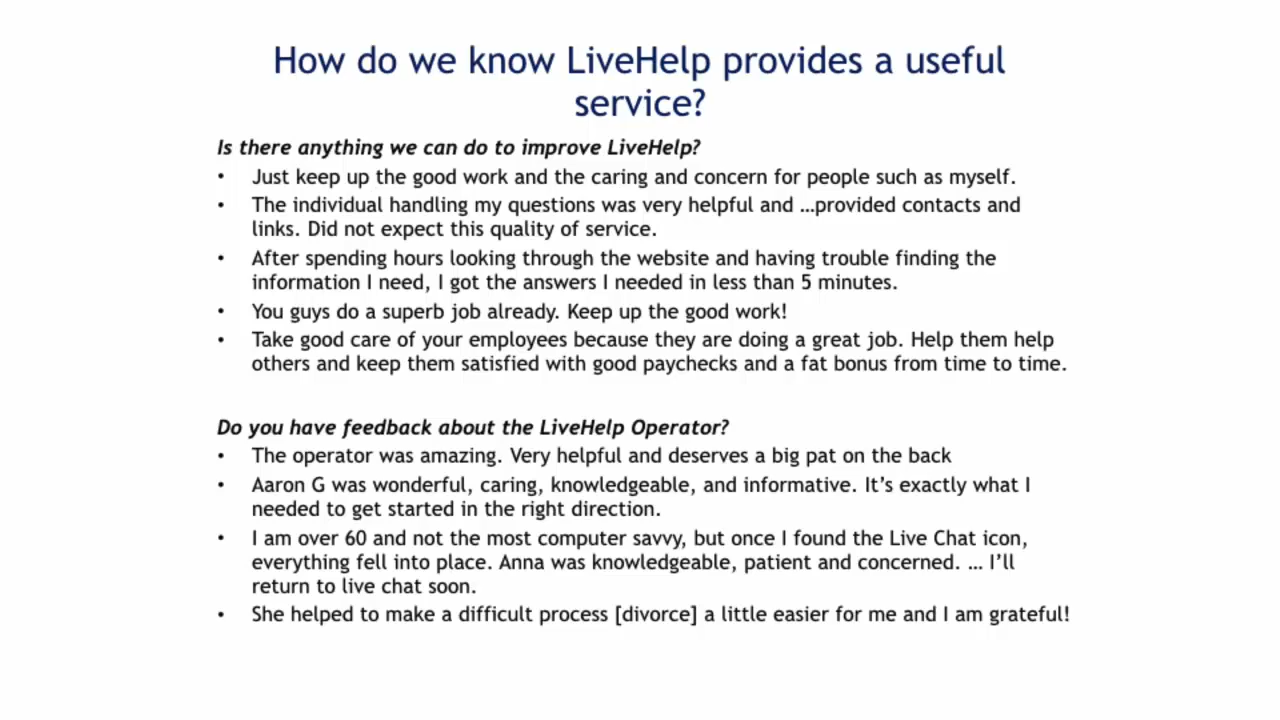 How do we know LiveHelp provides a useful
service?
Is there anything we can do to improve LiveHelp?
• Just keep up the good work and the caring and concern for people such as myself.
• The individual handling my questions was very helpful and …provided contacts and
links. Did not expect this quality of service.
• After spending hours looking through the website and having trouble finding the
information I need, I got the answers I needed in less than 5 minutes.
• You guys do a superb job already. Keep up the good work!
• Take good care of your employees because they are doing a great job. Help them help
others and keep them satisfied with good paychecks and a fat bonus from time to time.
Do you have feedback about the LiveHelp Operator?
• The operator was amazing. Very helpful and deserves a big pat on the back
• Aaron G was wonderful, caring, knowledgeable, and informative. It’s exactly what I
needed to get started in the right direction.
• I am over 60 and not the most computer savvy, but once I found the Live Chat icon,
everything fell into place. Anna was knowledgeable, patient and concerned. … I’ll
return to live chat soon.
• She helped to make a difficult process [divorce] a little easier for me and I am grateful!